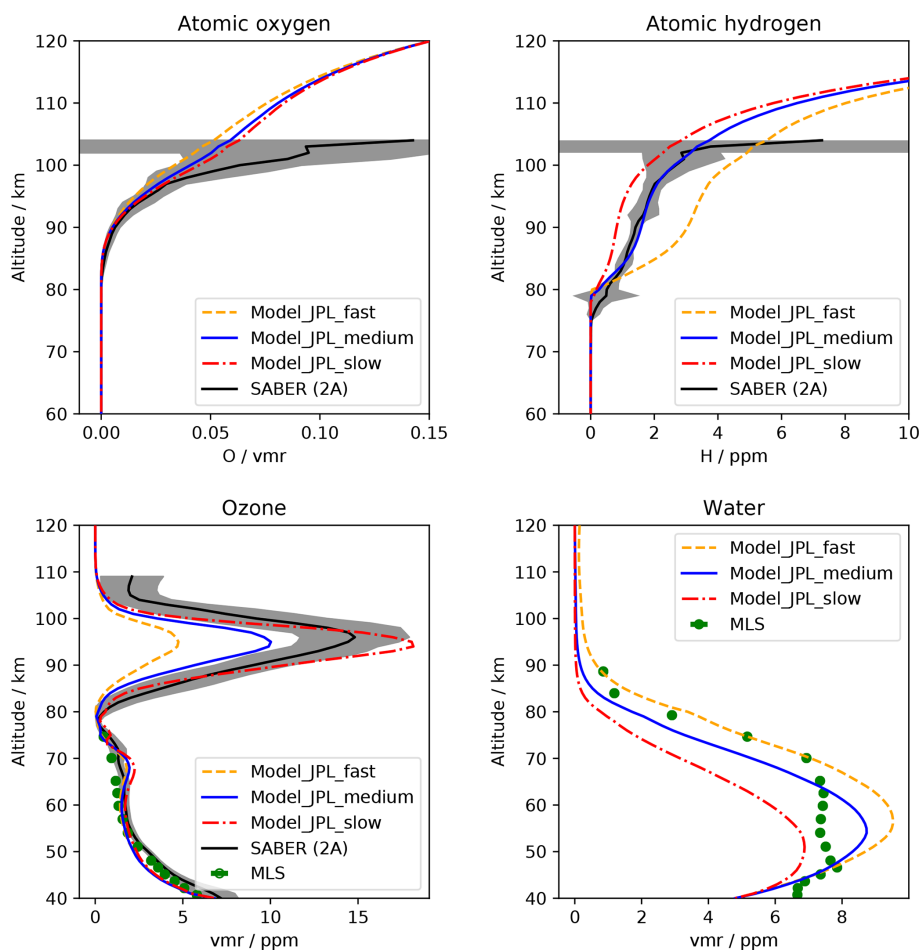 Atomic oxygen
120
110
100
90
80
70
60
Altitude / km
0.00 0.05 0.10 0.15
O / vmr
Model_JPL_fast
Model_JPL_medium
Model_JPL_slow
SABER (2A)
Atomic hydrogen
120
110
100
90
80
70
60
Altitude / km
0 2 4 6 8 10
H / ppm
Model_JPL_fast
Model_JPL_medium
Model_JPL_slow
SABER (2A)
Ozone
120
110
100
90
80
70
60
50
40
Altitude / km
0 5 10 15
vmr / ppm
Model_JPL_fast
Model_JPL_medium
Model_JPL_slow
SABER (2A)
MLS
Water
120
110
100
90
80
70
60
50
40
Altitude / km
0 2 4 6 8
vmr / ppm
Model_JPL_fast
Model_JPL_medium
Model_JPL_slow
MLS